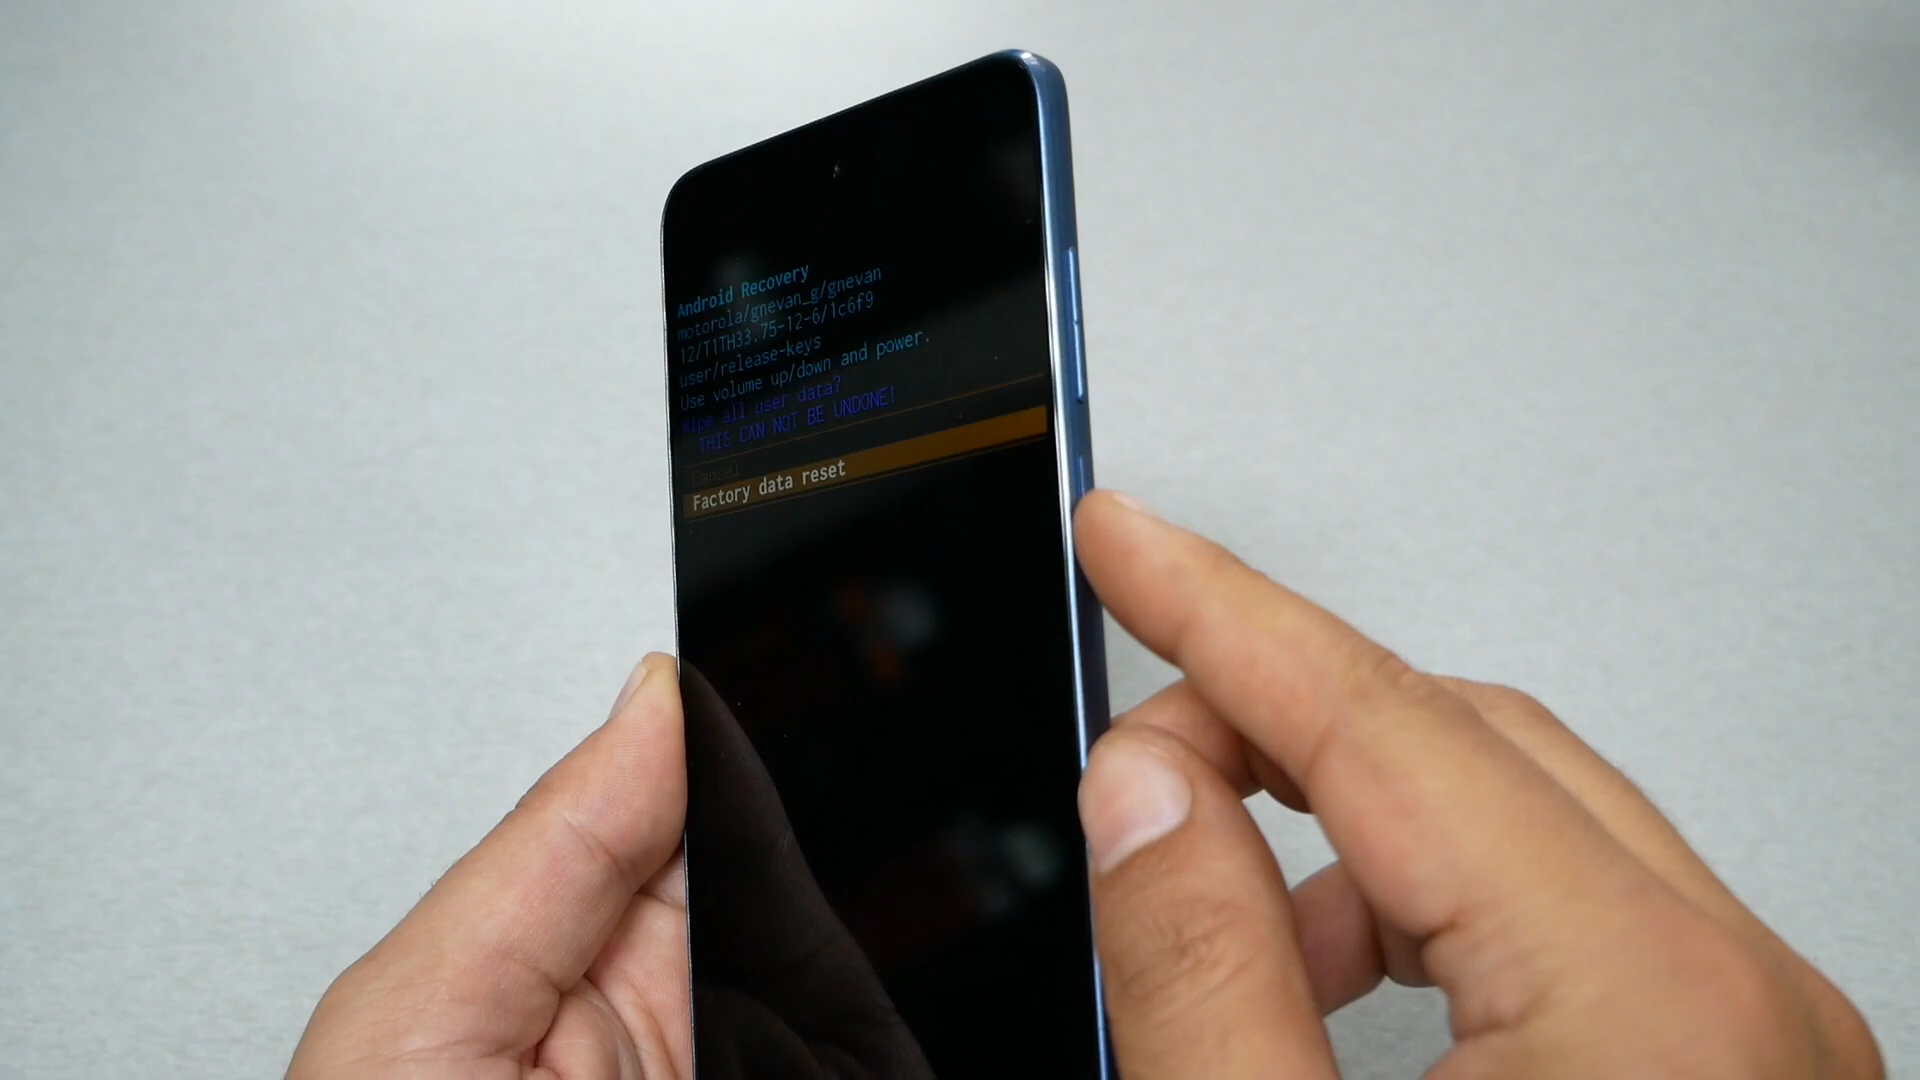 Android Recovery
motorola/gnevan_g/gnevan
12/T1TH33.75-12-6/1c6f9
user/release-keys
Use volume up/down and power.
Wipe all user data?
THIS CAN NOT BE UNDONE!
Cancel
Factory data reset